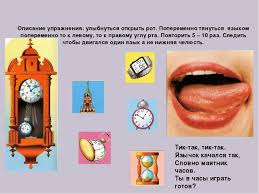 Описание упражнения: улыбнуться открыть рот. Попеременно тянуться языком
попеременно то к левому, то к правому углу рта. Повторить 5 – 10 раз. Следить
чтобы двигался один язык а не нижняя челюсть.
Тик-так, тик-так.
Язычок качался так,
Словно маятник
часов.
Ты в часы играть
готов?